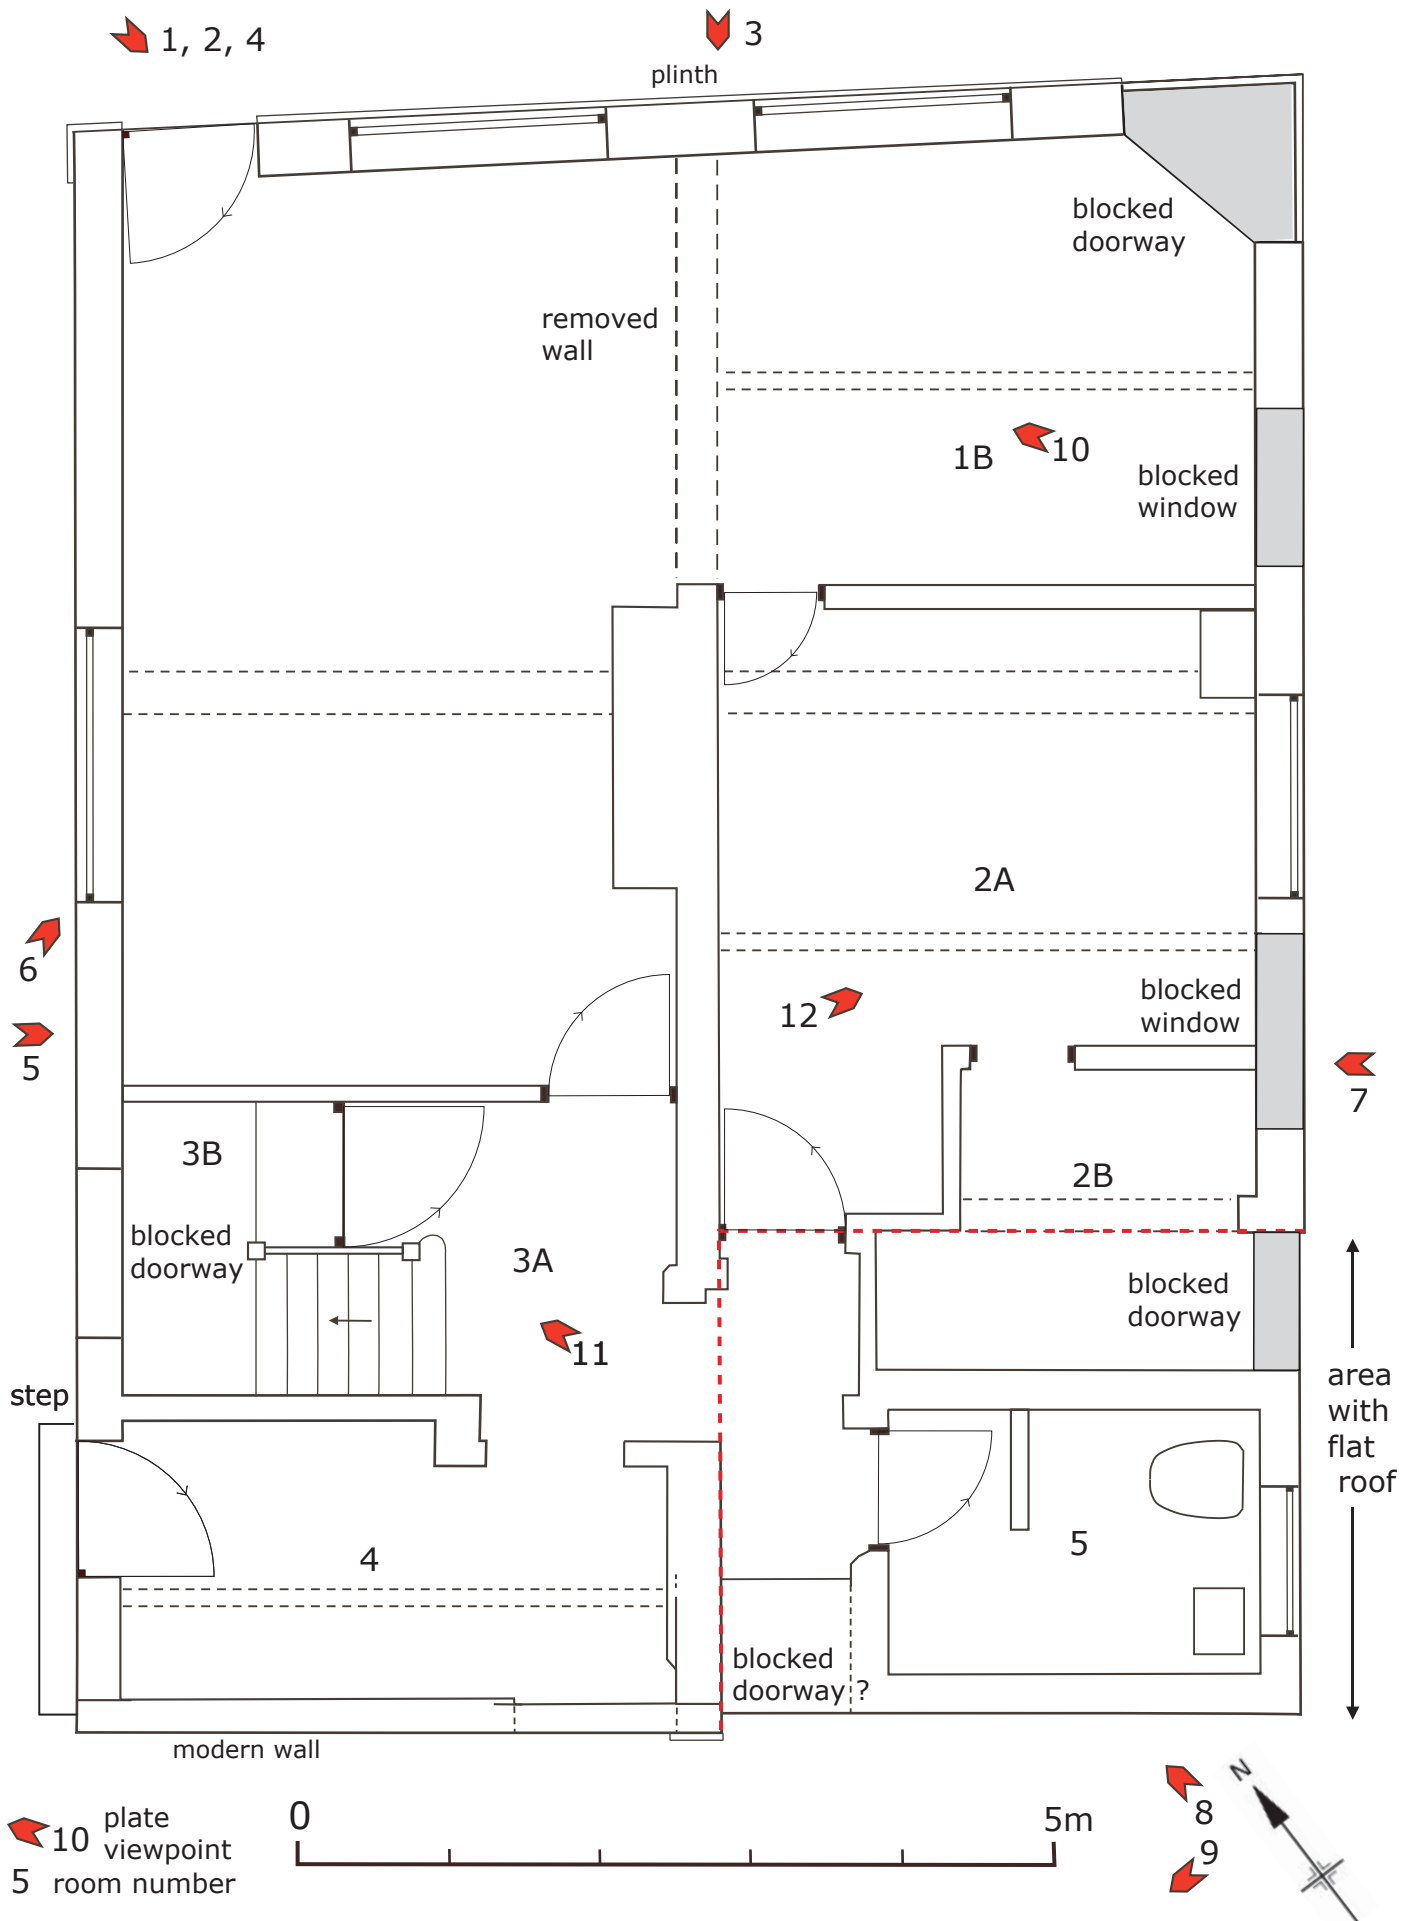 1, 2, 4
3
plinth
blocked
doorway
removed
wall
1B
10
blocked
window
2A
6
12
blocked
window
5
7
3B
2B
blocked
doorway
3A
blocked
doorway
11
step
area
with
flat
roof
4
5
blocked
doorway ?
modern wall
N
8
9
10 plate
viewpoint
5 room number
0
5m